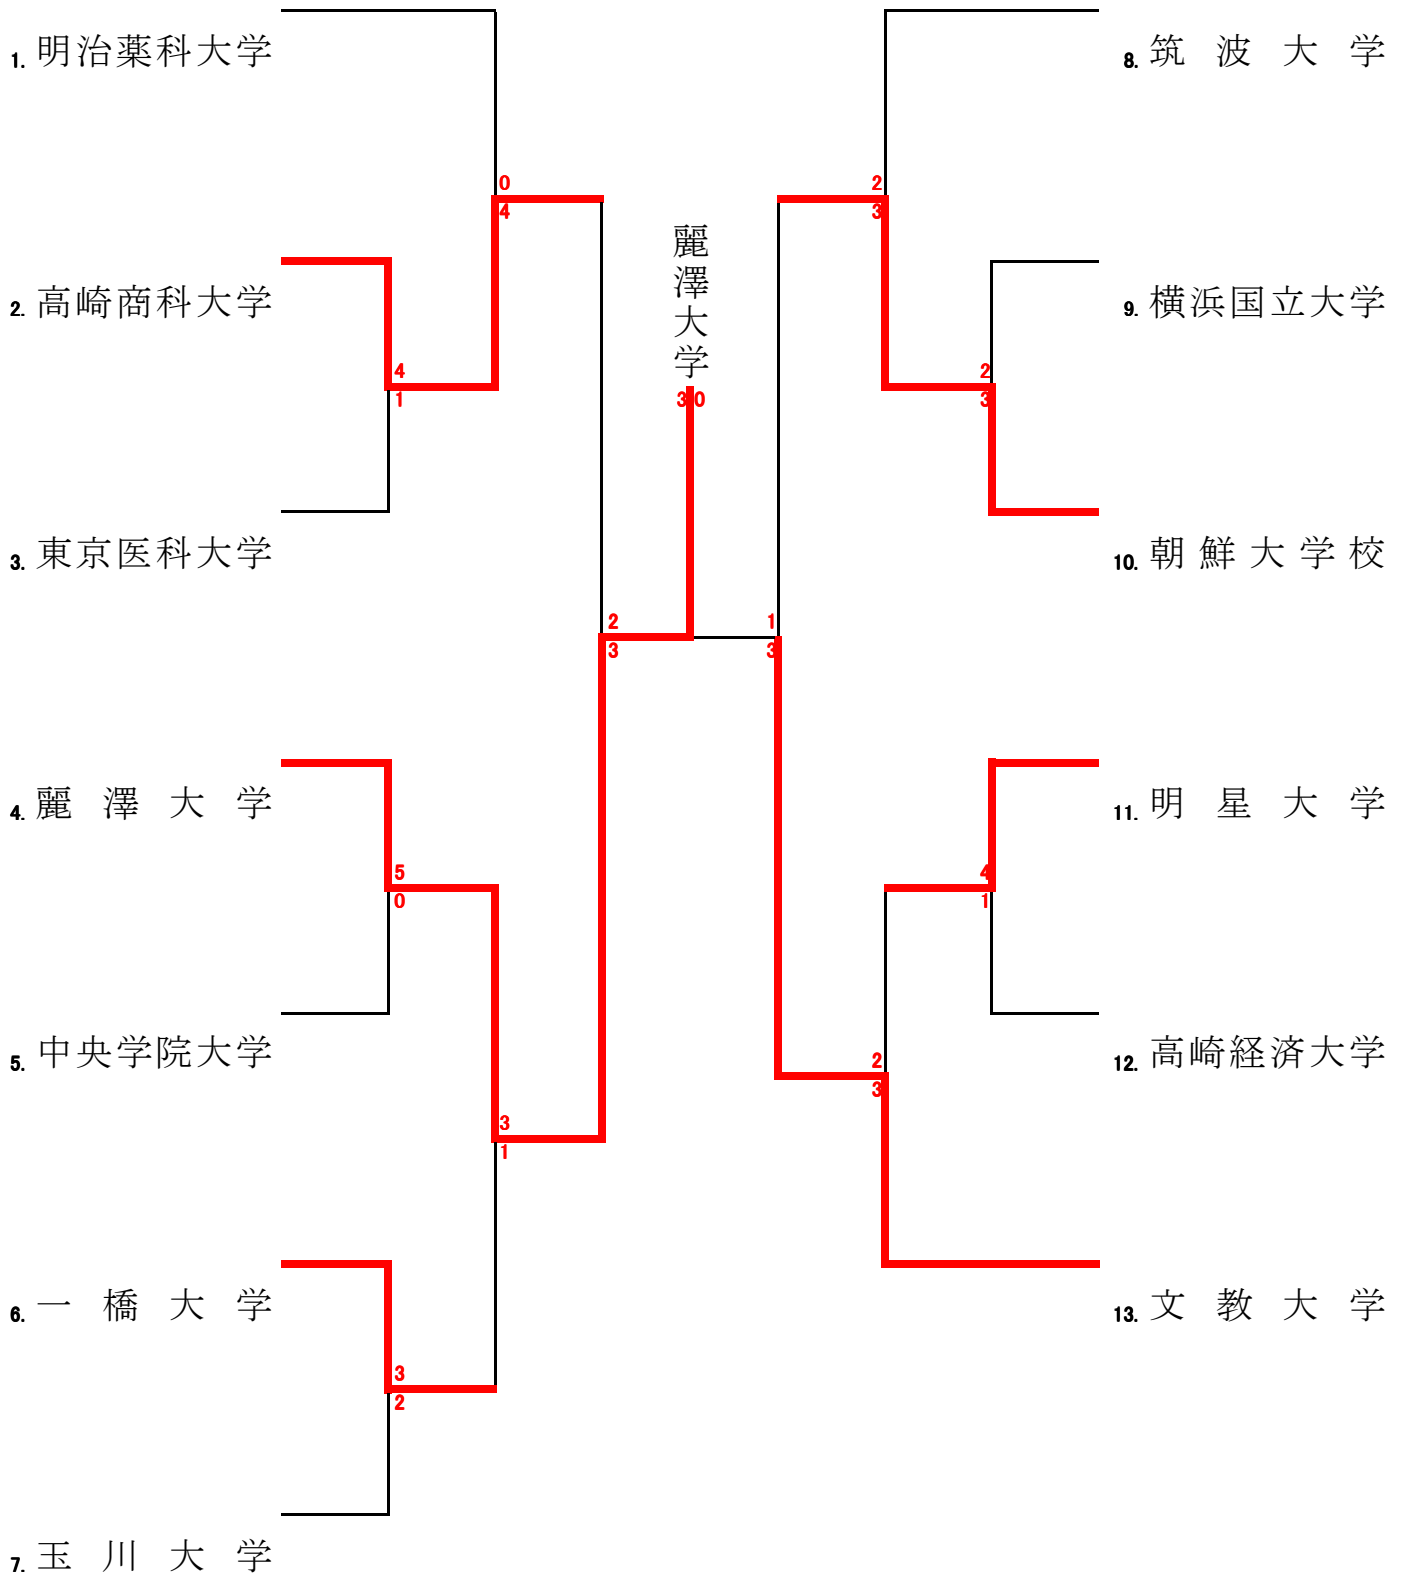 1. 明治薬科大学
8. 筑波大学
0
4
2
3
麗澤大学
2. 高崎商科大学
9. 横浜国立大学
4
1
3 0
2
3
3. 東京医科大学
10. 朝鮮大学校
2
3
1
3
4. 麗澤大学
11. 明星大学
5
0
4
1
5. 中央学院大学
12. 高崎経済大学
3
1
2
3
6. 一橋大学
13. 文教大学
3
2
7. 玉川大学